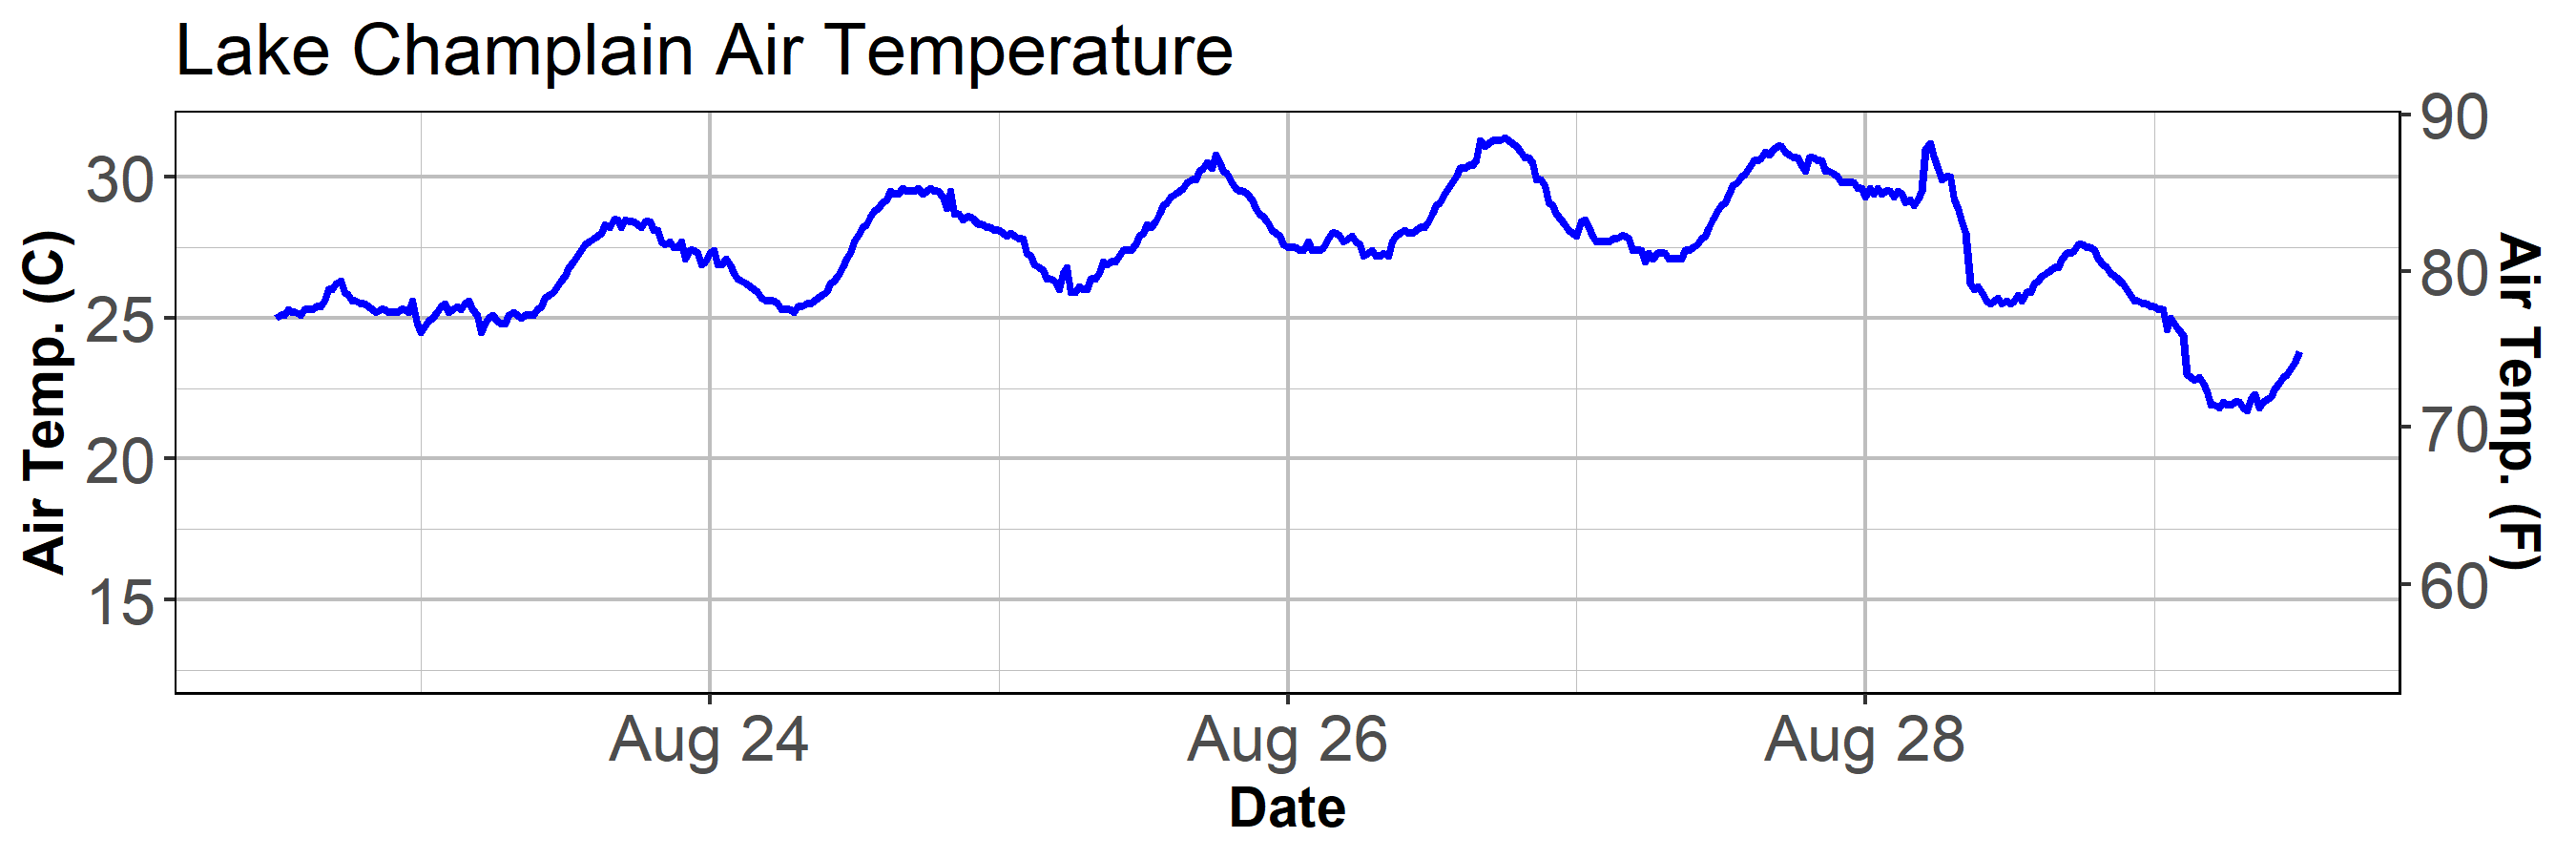 Lake Champlain Air Temperature
Air Temp. (C)
30
25
20
15
90
80
70
60
Air Temp. (F)
Aug 24
Aug 26
Aug 28
Date